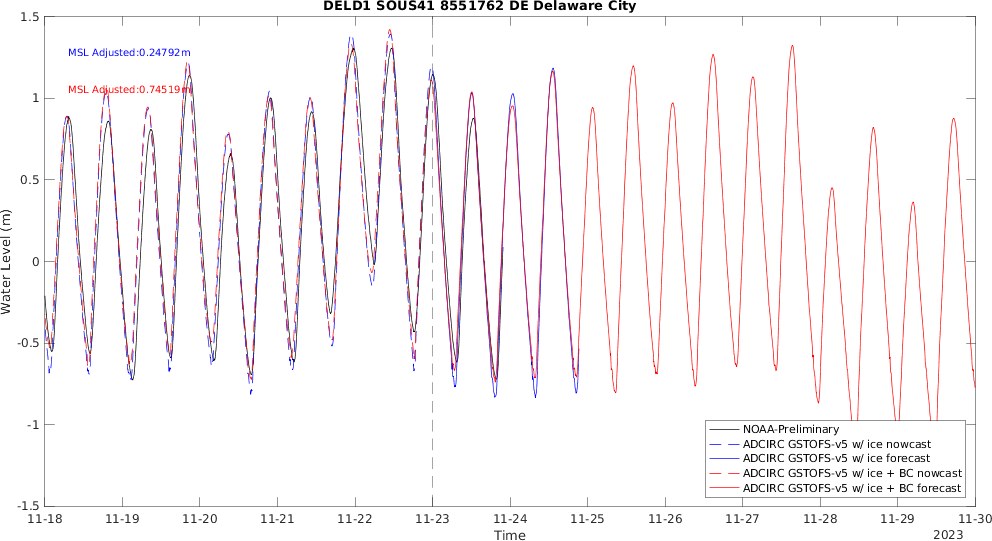 DELD1 SOUS41 8551762 DE Delaware City
MSL Adjusted:0.24792m
MSL Adjusted:0.74519m
Water Level (m)
1.5
1
0.5
0
-0.5
-1
-1.5
NOAA-Preliminary
ADCIRC GSTOFS-v5 w/ ice nowcast
ADCIRC GSTOFS-v5 w/ ice forecast
ADCIRC GSTOFS-v5 w/ ice + BC nowcast
ADCIRC GSTOFS-v5 w/ ice + BC forecast
11-18 11-19 11-20 11-21 11-22 11-23 11-24 11-25 11-26 11-27 11-28 11-29 11-30
Time
2023